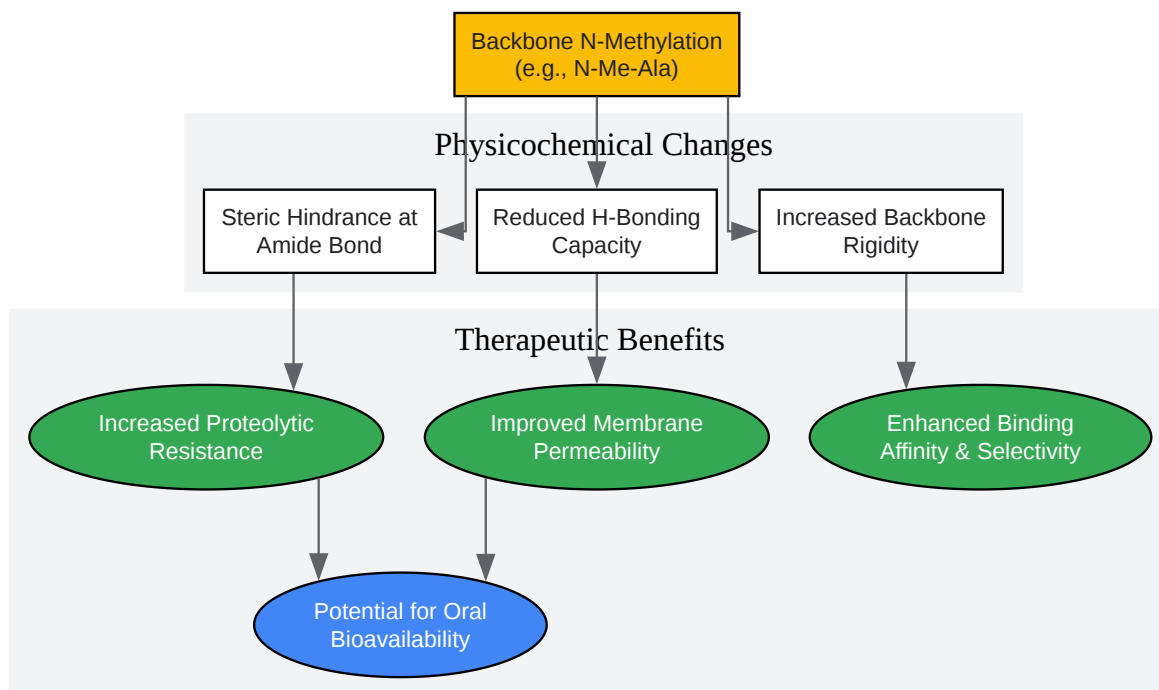 Backbone N-Methylation
(e.g., N-Me-Ala)
Physicochemical Changes
Steric Hindrance at
Amide Bond
Reduced H-Bonding
Capacity
Increased Backbone
Rigidity
Therapeutic Benefits
Increased Proteolytic
Resistance
Improved Membrane
Permeability
Enhanced Binding
Affinity & Selectivity
Potential for Oral
Bioavailability